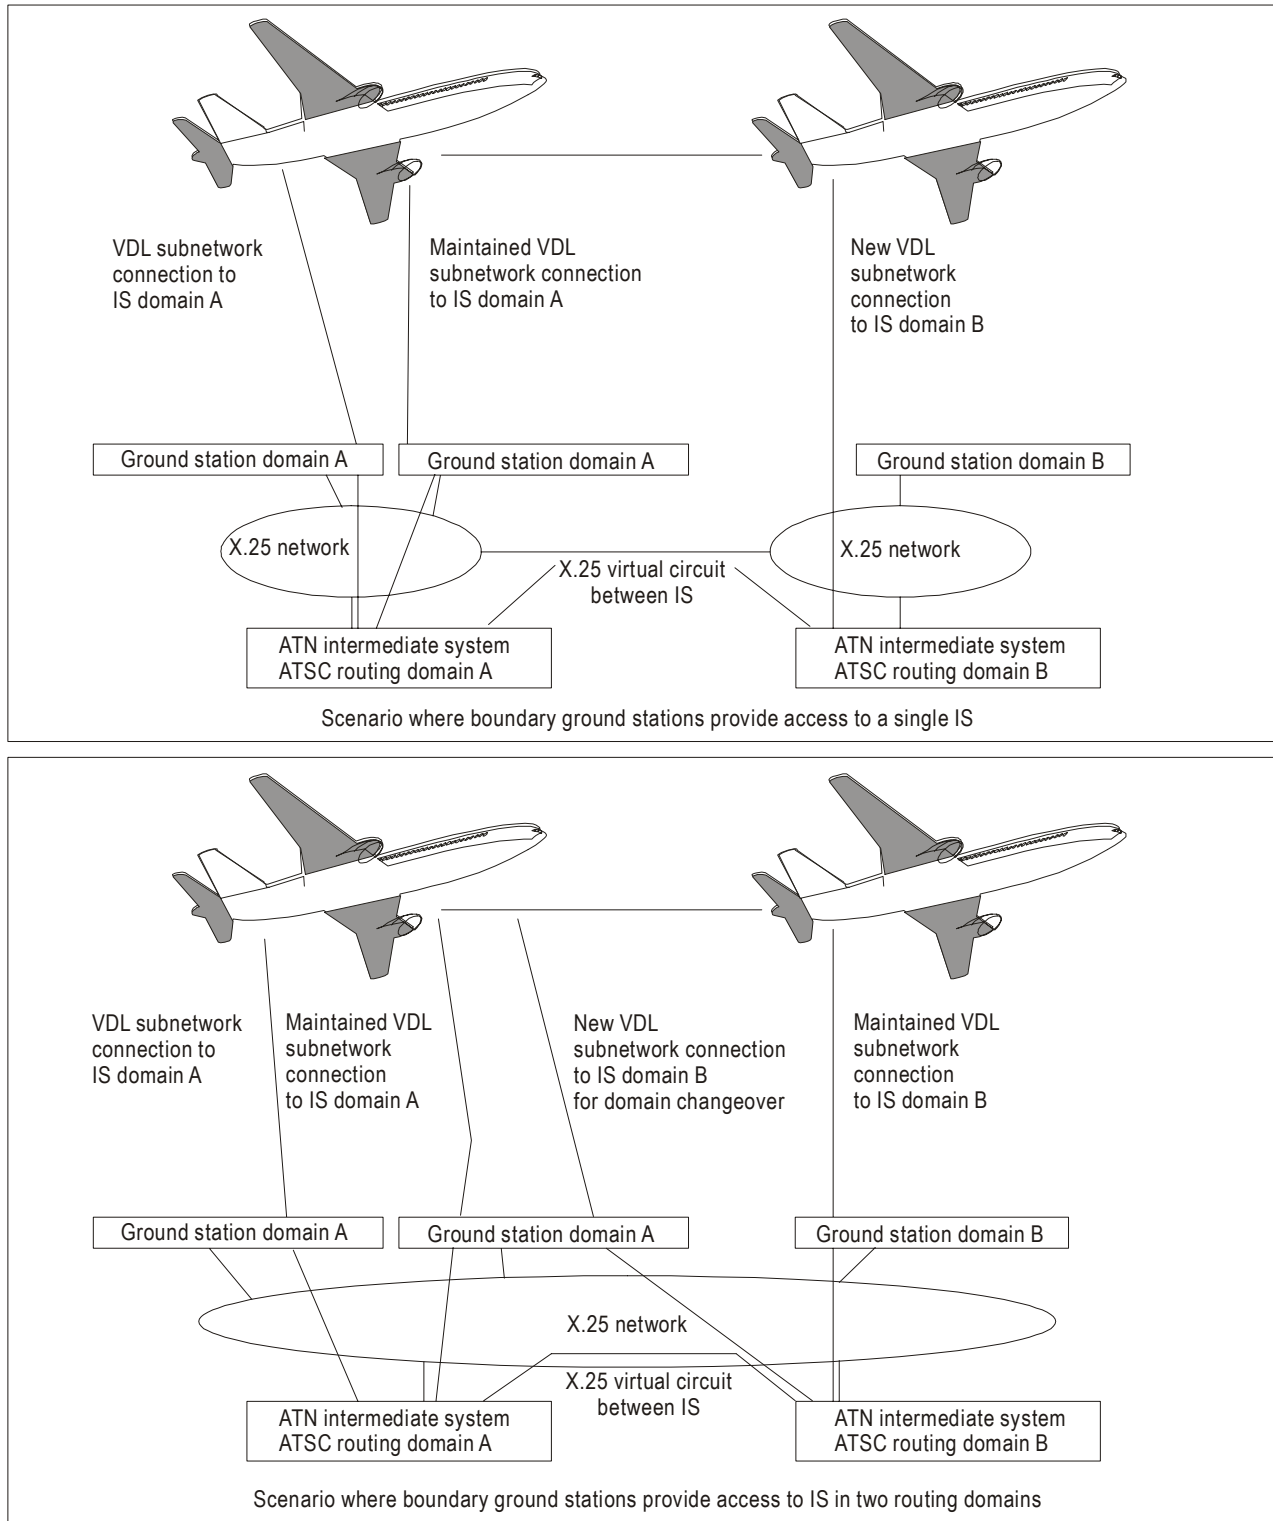 VDL subnetwork
connection to
IS domain A
Maintained VDL
subnetwork connection
to IS domain A
New VDL
subnetwork
connection
to IS domain B
Ground station domain A
Ground station domain A
Ground station domain B
X.25 network
X.25 network
X.25 virtual circuit
between IS
ATN intermediate system
ATSC routing domain A
ATN intermediate system
ATSC routing domain B
Scenario where boundary ground stations provide access to a single IS
VDL subnetwork
connection to
IS domain A
Maintained VDL
subnetwork
connection
to IS domain A
New VDL
subnetwork connection
to IS domain B
for domain changeover
Maintained VDL
subnetwork
connection
to IS domain B
Ground station domain A
Ground station domain A
Ground station domain B
X.25 network
X.25 virtual circuit
between IS
ATN intermediate system
ATSC routing domain A
ATN intermediate system
ATSC routing domain B
Scenario where boundary ground stations provide access to IS in two routing domains